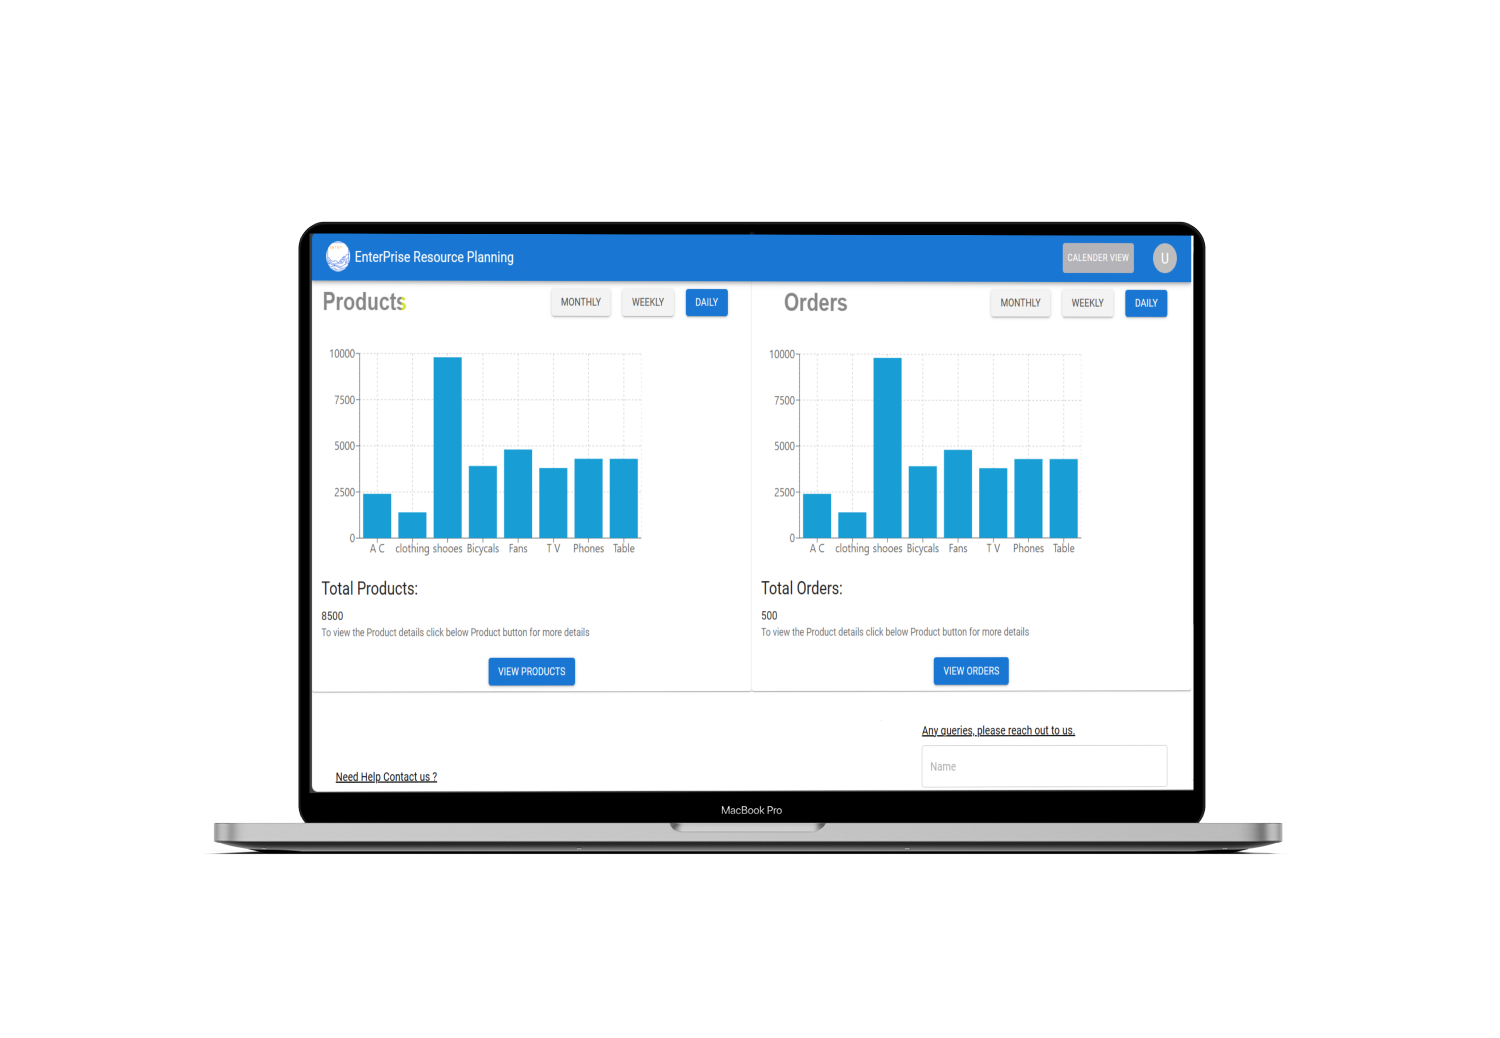 EnterPrise Resource Planning
CALENDER VIEW
U
Products
MONTHLY
WEEKLY
DAILY
10000
7500
5000
2500
0
A C clothing shooes Bicycals Fans T V Phones Table
Total Products:
8500
To view the Product details click below Product button for more details
VIEW PRODUCTS
Orders
MONTHLY
WEEKLY
DAILY
10000
7500
5000
2500
0
A C clothing shooes Bicycals Fans T V Phones Table
Total Orders:
500
To view the Product details click below Product button for more details
VIEW ORDERS
Need Help Contact us ?
Any queries, please reach out to us.
Name
MacBook Pro